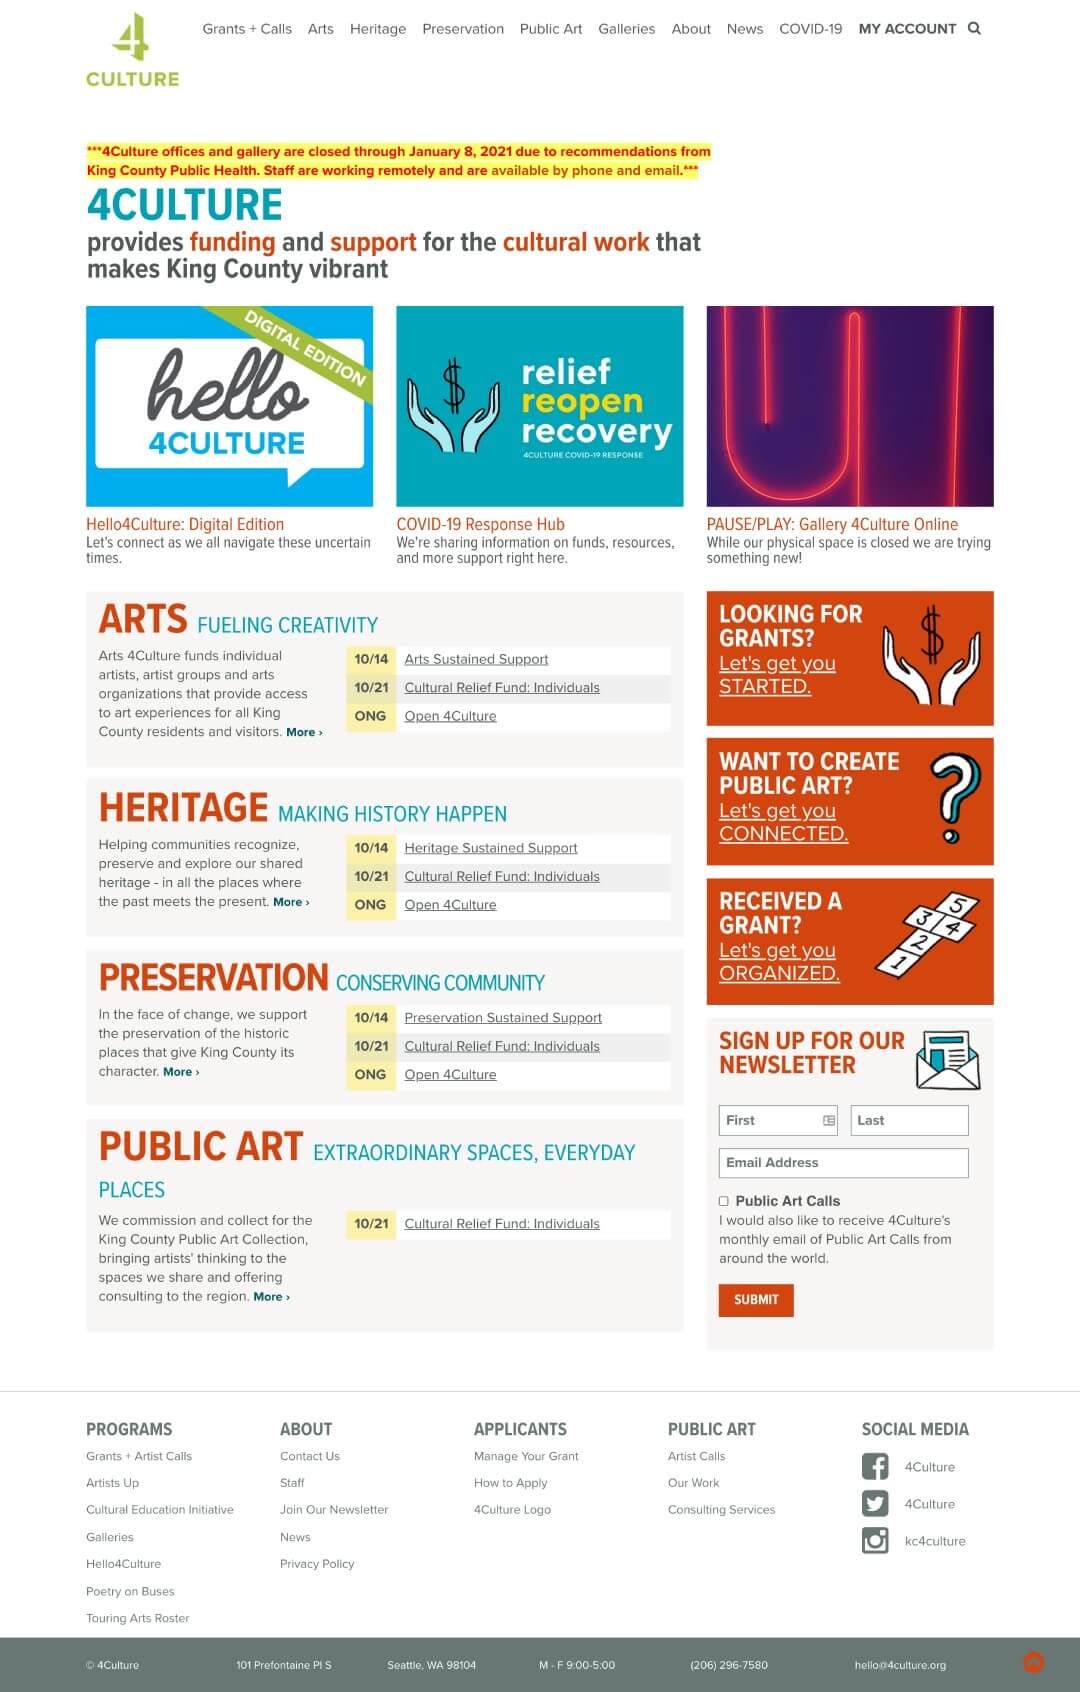 4
CULTURE
Grants + Calls Arts Heritage Preservation Public Art Galleries About News COVID-19 MY ACCOUNT
***4Culture offices and gallery are closed through January 8, 2021 due to recommendations from
King County Public Health. Staff are working remotely and are available by phone and email.***
4CULTURE
provides funding and support for the cultural work that
makes King County vibrant
DIGITAL EDITION
hello
4CULTURE
relief
reopen
recovery
4CULTURE COVID-19 RESPONSE
Hello4Culture: Digital Edition
Let's connect as we all navigate these uncertain
times.
COVID-19 Response Hub
We're sharing information on funds, resources,
and more support right here.
PAUSE/PLAY: Gallery 4Culture Online
While our physical space is closed we are trying
something new!
ARTS FUELING CREATIVITY
Arts 4Culture funds individual
artists, artist groups and arts
organizations that provide access
to art experiences for all King
County residents and visitors. More ›
10/14 Arts Sustained Support
10/21 Cultural Relief Fund: Individuals
ONG Open 4Culture
HERITAGE MAKING HISTORY HAPPEN
Helping communities recognize,
preserve and explore our shared
heritage - in all the places where
the past meets the present. More ›
10/14 Heritage Sustained Support
10/21 Cultural Relief Fund: Individuals
ONG Open 4Culture
PRESERVATION CONSERVING COMMUNITY
In the face of change, we support
the preservation of the historic
places that give King County its
character. More ›
10/14 Preservation Sustained Support
10/21 Cultural Relief Fund: Individuals
ONG Open 4Culture
PUBLIC ART EXTRAORDINARY SPACES, EVERYDAY
PLACES
We commission and collect for the
King County Public Art Collection,
bringing artists' thinking to the
spaces we share and offering
consulting to the region. More ›
10/21 Cultural Relief Fund: Individuals
LOOKING FOR
GRANTS?
Let's get you
STARTED.
$
WANT TO CREATE
PUBLIC ART?
Let's get you
CONNECTED.
?
RECEIVED A
GRANT?
Let's get you
ORGANIZED.
5
3 4
2
1
SIGN UP FOR OUR
NEWSLETTER
First Last
Email Address
Public Art Calls
I would also like to receive 4Culture's
monthly email of Public Art Calls from
around the world.
SUBMIT
PROGRAMS
Grants + Artist Calls
Artists Up
Cultural Education Initiative
Galleries
Hello4Culture
Poetry on Buses
Touring Arts Roster
ABOUT
Contact Us
Staff
Join Our Newsletter
News
Privacy Policy
APPLICANTS
Manage Your Grant
How to Apply
4Culture Logo
PUBLIC ART
Artist Calls
Our Work
Consulting Services
SOCIAL MEDIA
4Culture
4Culture
kc4culture
© 4Culture 101 Prefontaine Pl S Seattle, WA 98104 M - F 9:00-5:00 (206) 296-7580 hello@4culture.org